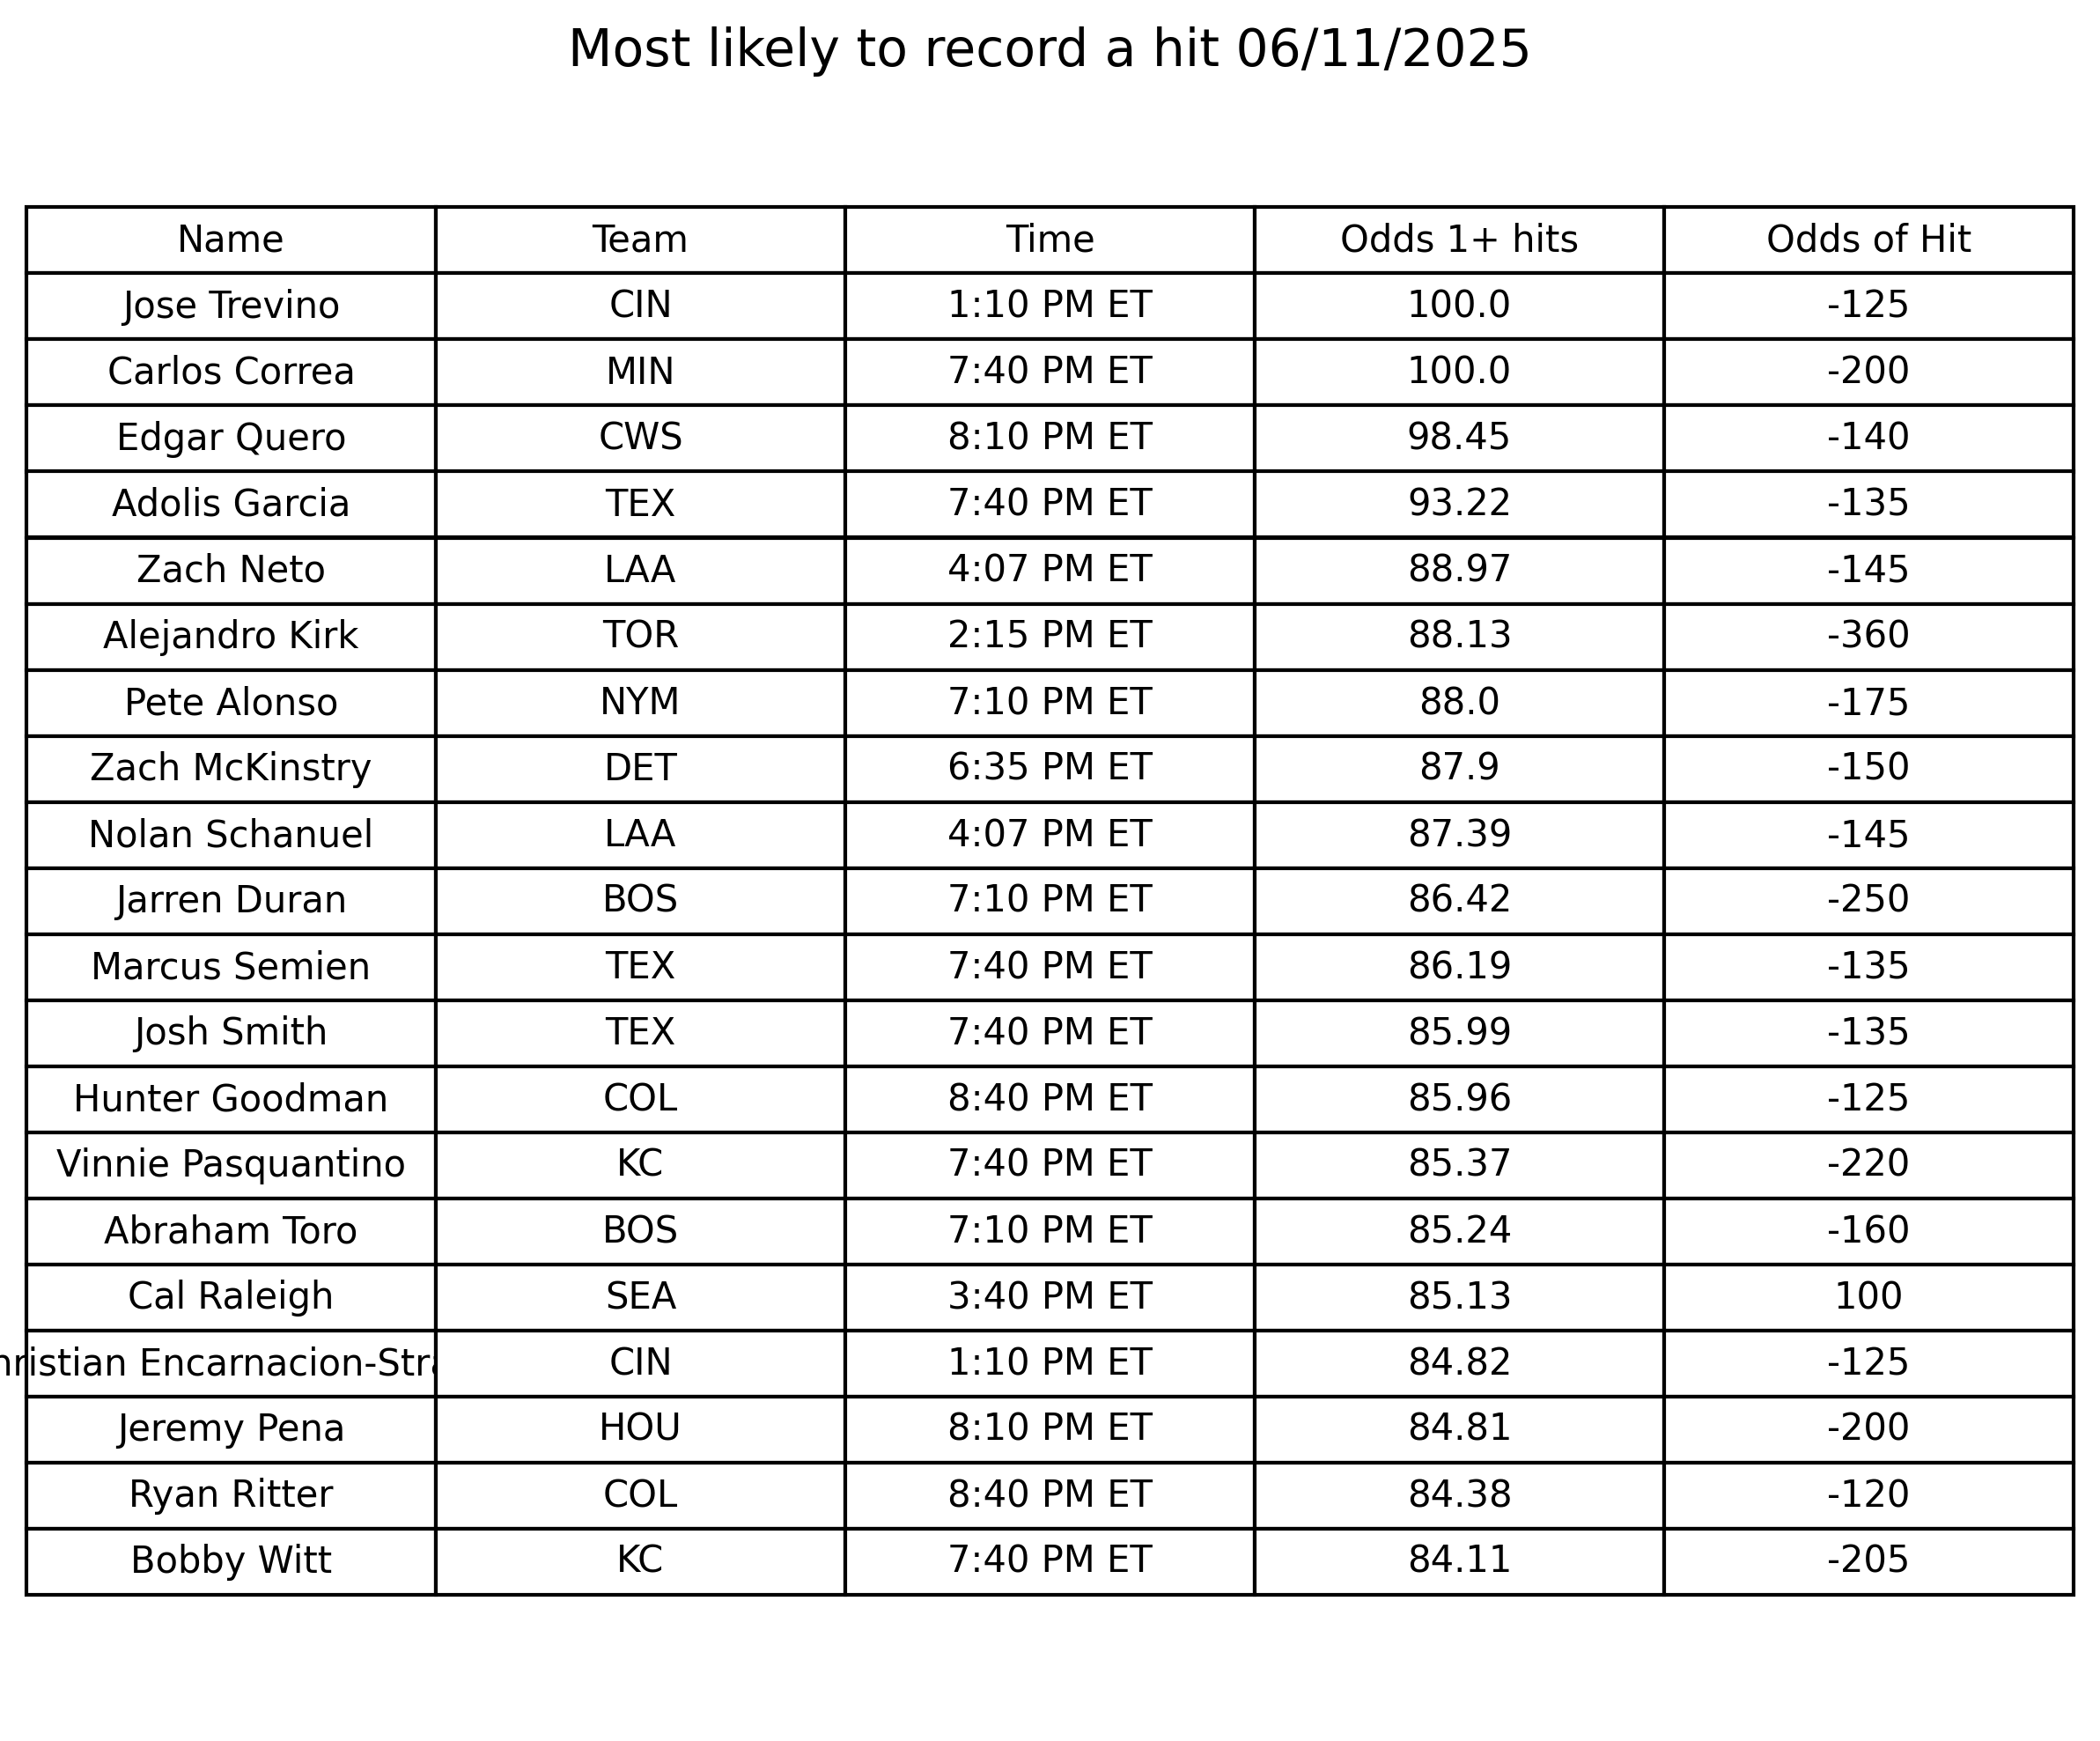 Most likely to record a hit 06/11/2025
Name Team Time Odds 1+ hits Odds of Hit
Jose Trevino CIN 1:10 PM ET 100.0 -125
Carlos Correa MIN 7:40 PM ET 100.0 -200
Edgar Quero CWS 8:10 PM ET 98.45 -140
Adolis Garcia TEX 7:40 PM ET 93.22 -135
Zach Neto LAA 4:07 PM ET 88.97 -145
Alejandro Kirk TOR 2:15 PM ET 88.13 -360
Pete Alonso NYM 7:10 PM ET 88.0 -175
Zach McKinstry DET 6:35 PM ET 87.9 -150
Nolan Schanuel LAA 4:07 PM ET 87.39 -145
Jarren Duran BOS 7:10 PM ET 86.42 -250
Marcus Semien TEX 7:40 PM ET 86.19 -135
Josh Smith TEX 7:40 PM ET 85.99 -135
Hunter Goodman COL 8:40 PM ET 85.96 -125
Vinnie Pasquantino KC 7:40 PM ET 85.37 -220
Abraham Toro BOS 7:10 PM ET 85.24 -160
Cal Raleigh SEA 3:40 PM ET 85.13 100
hristian Encarnacion-Stra CIN 1:10 PM ET 84.82 -125
Jeremy Pena HOU 8:10 PM ET 84.81 -200
Ryan Ritter COL 8:40 PM ET 84.38 -120
Bobby Witt KC 7:40 PM ET 84.11 -205